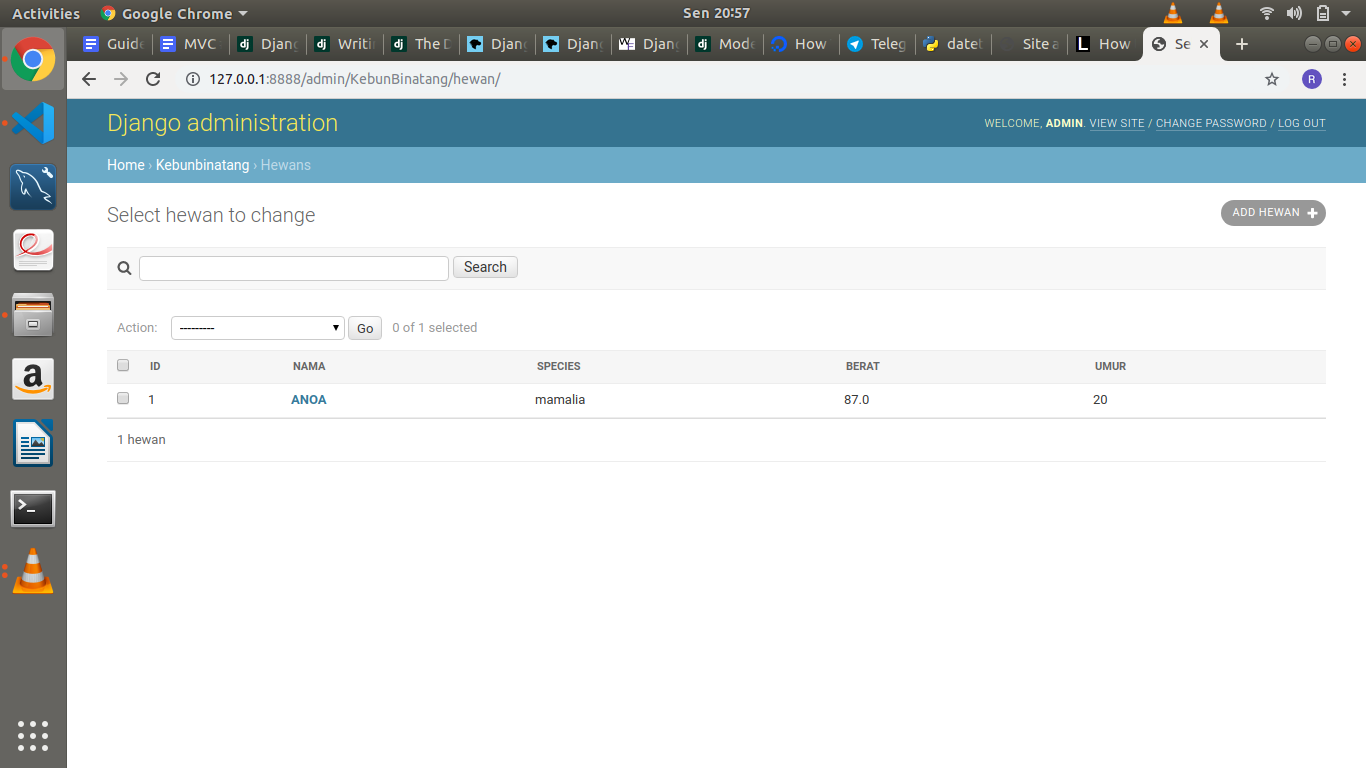 Activities Google Chrome Sen 20:57
Guide MVC Djang Writi The D Djang Djang Djang Mode How Teleg datet Site a How Se
127.0.0.1:8888/admin/KebunBinatang/hewan/ R
Django administration WELCOME, ADMIN. VIEW SITE / CHANGE PASSWORD / LOG OUT
Home › Kebunbinatang › Hewans
Select hewan to change ADD HEWAN
Search
Action: --------- Go 0 of 1 selected
ID NAMA SPECIES BERAT UMUR
1 ANOA mamalia 87.0 20
1 hewan